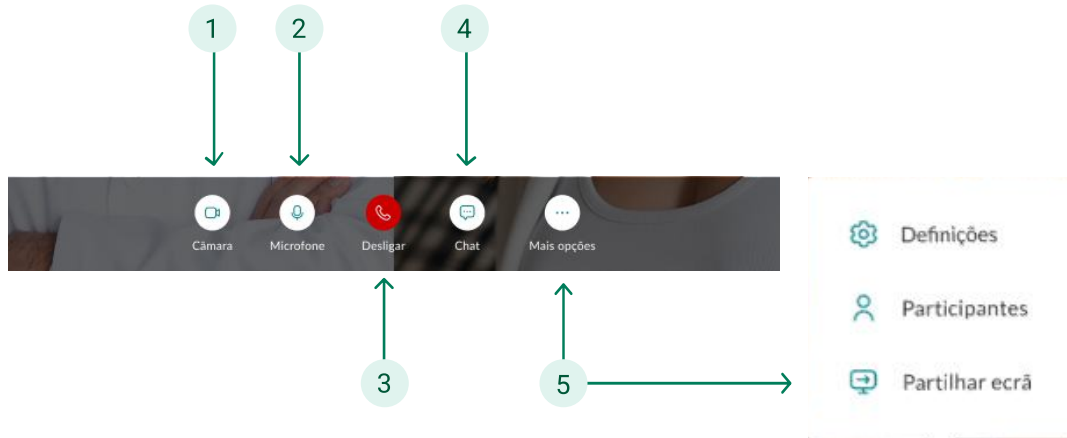 1
2
4
Câmara
Microfone
Desligar
Chat
Mais opções
3
5
Definições
Participantes
Partilhar ecrã